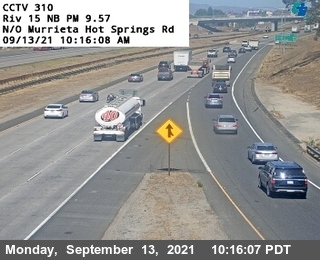 CCTV 310
Riv 15 NB PM 9.57
N/O Murrieta Hot Springs Rd
09/13/21 10:16:08 AM
Monday, September 13, 2021 10:16:07 PDT